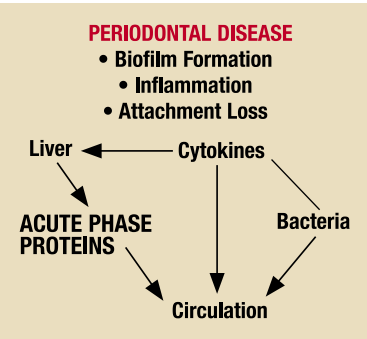 PERIODONTAL DISEASE
• Biofilm Formation
• Inflammation
• Attachment Loss
Liver
Cytokines
ACUTE PHASE
PROTEINS
Bacteria
Circulation